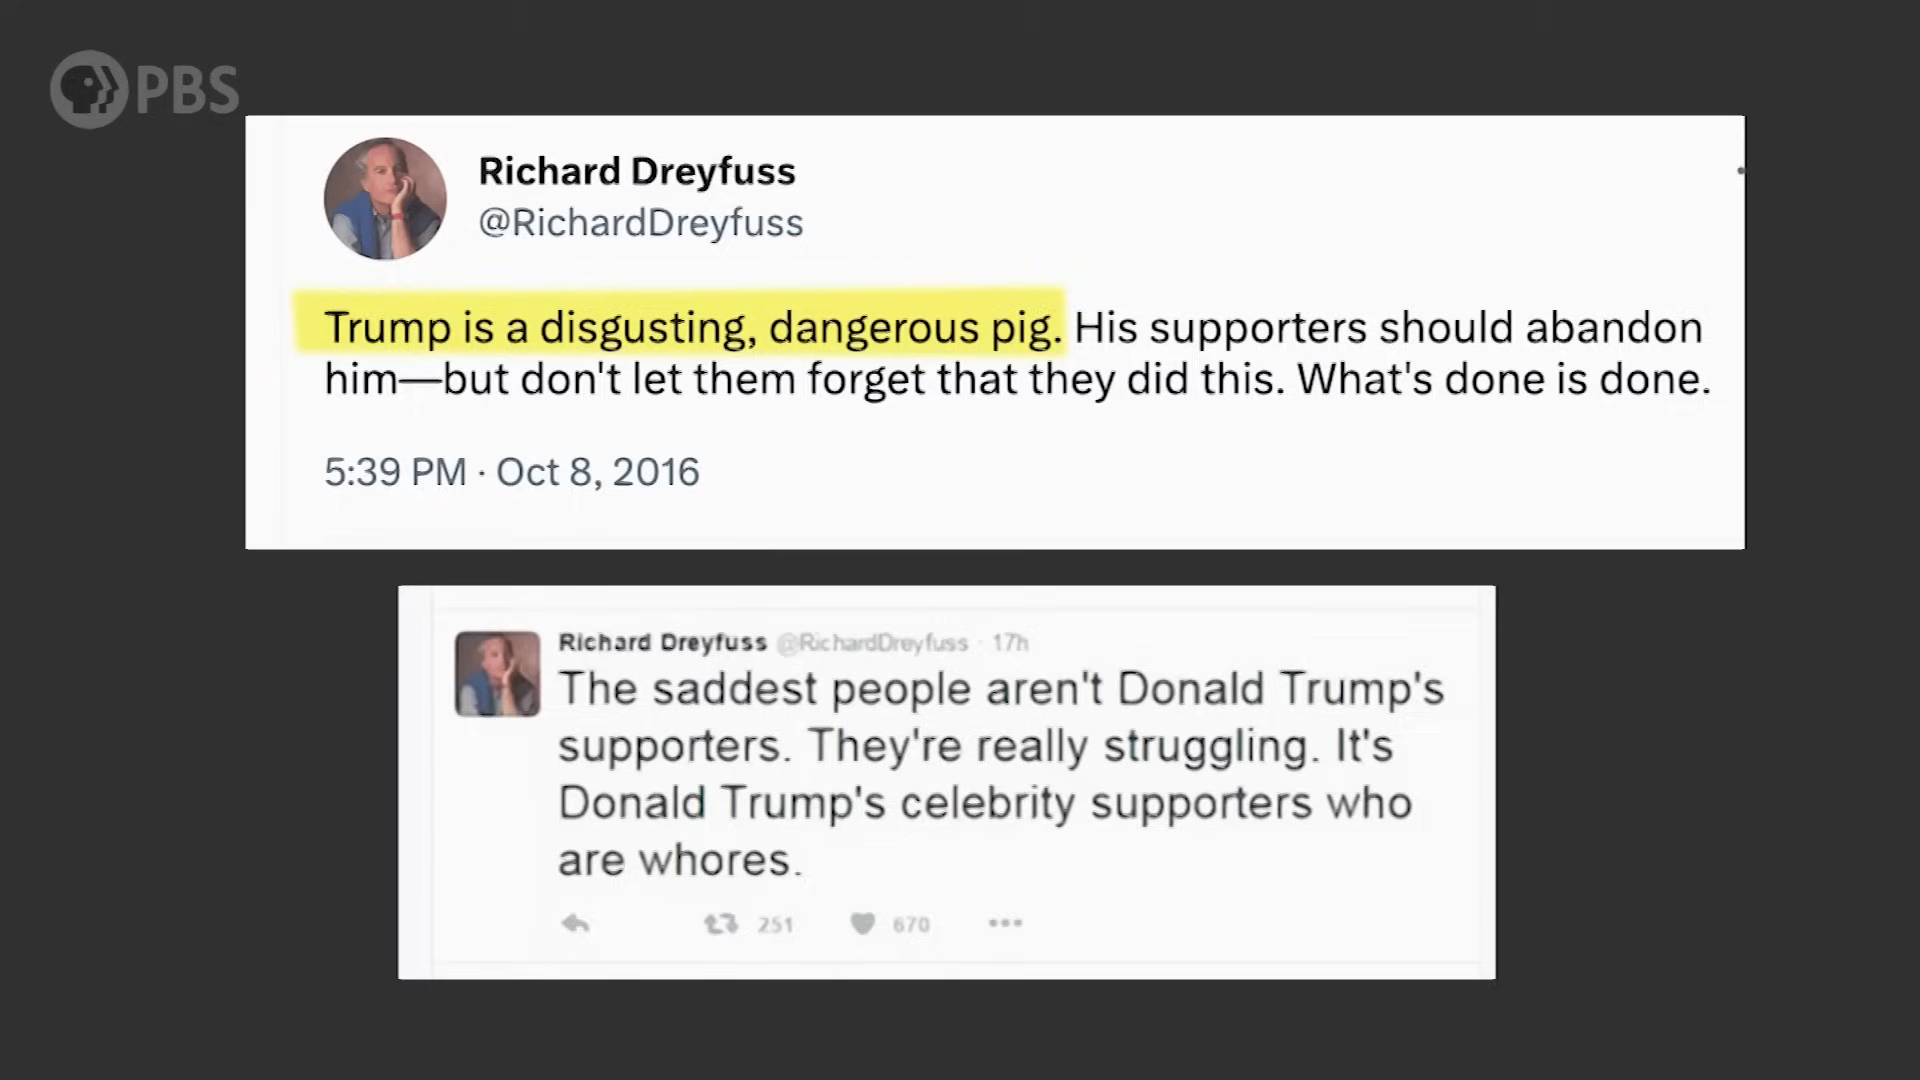 PBS
Richard Dreyfuss
@RichardDreyfuss
Trump is a disgusting, dangerous pig. His supporters should abandon
him—but don't let them forget that they did this. What's done is done.
5:39 PM · Oct 8, 2016
Richard Dreyfuss @RichardDreyfuss · 17h
The saddest people aren't Donald Trump's
supporters. They're really struggling. It's
Donald Trump's celebrity supporters who
are whores.
251 670 •••